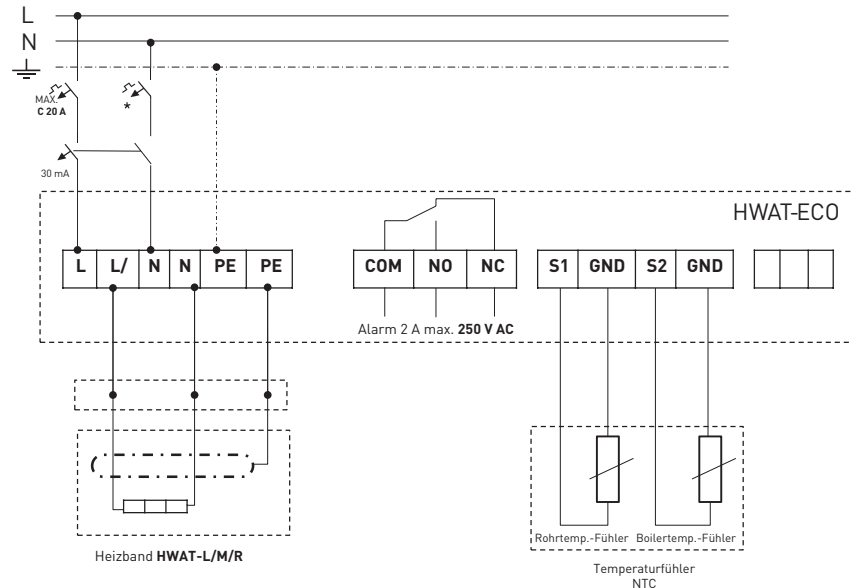 L
N
MAX.
C 20 A
*
30 mA
HWAT-ECO
L L/ N N PE PE
COM NO NC
S1 GND S2 GND
Alarm 2 A max. 250 V AC
Rohrtemp.-Fühler Boilertemp.-Fühler
Heizband HWAT-L/M/R
Temperaturfühler
NTC